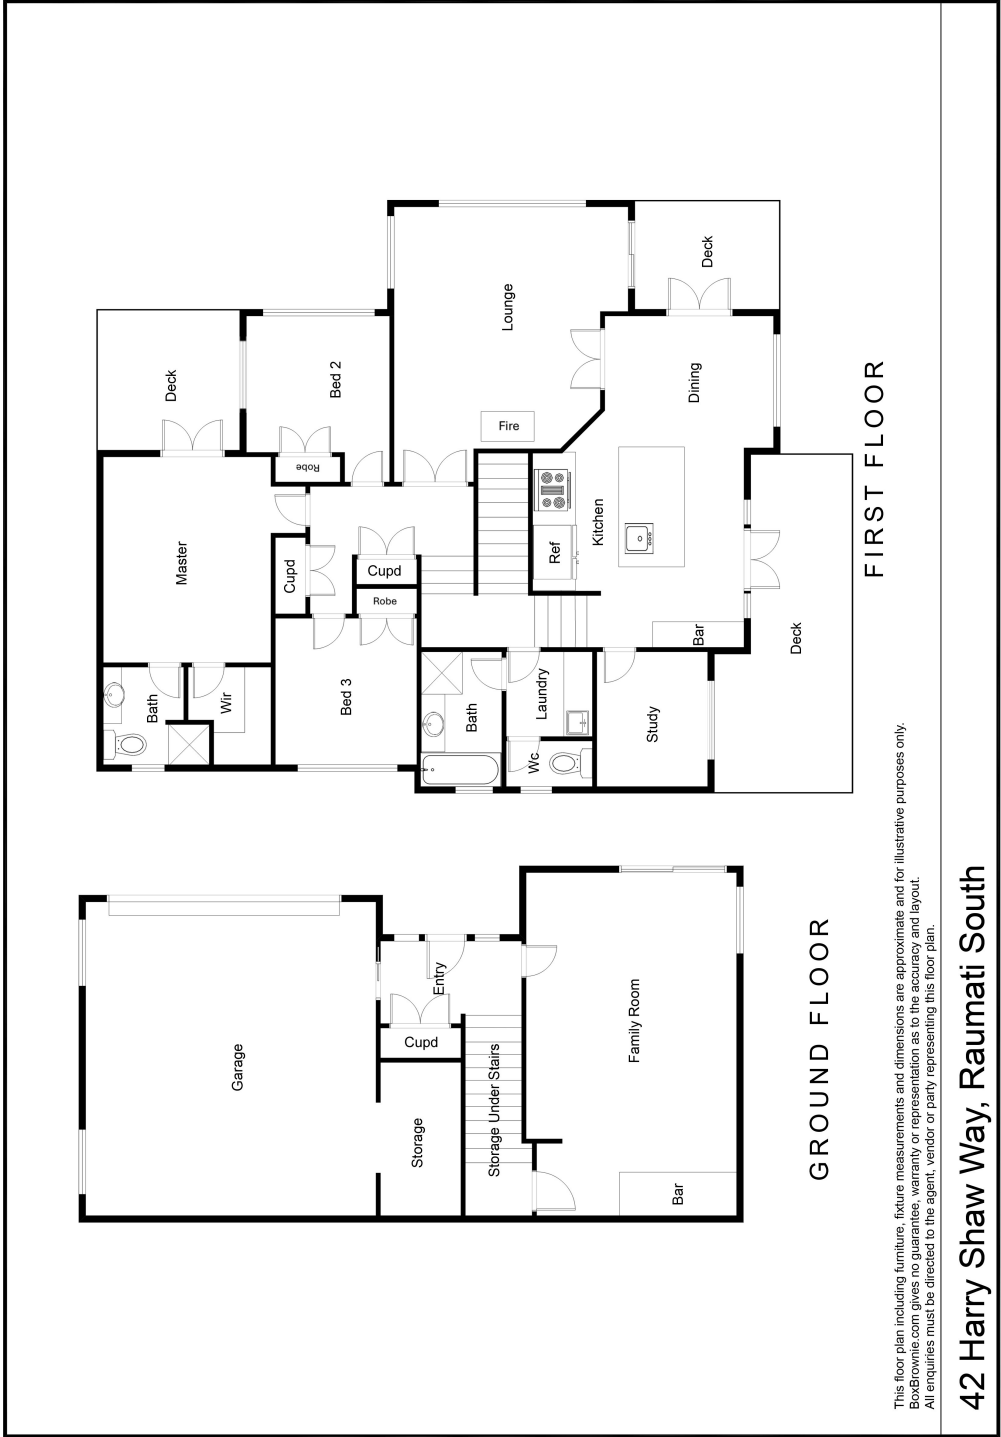 Garage
Storage
Cupd
Entry
Storage Under Stairs
Family Room
Bar
GROUND FLOOR
Bath
Wir
Master
Deck
Cupd
Robe
Bed 2
Bed 3
Robe
Cupd
Bath
Laundry
Wc
Lounge
Fire
Ref
Kitchen
Study
Bar
Dining
Deck
Deck
FIRST FLOOR
This floor plan including furniture, fixture measurements and dimensions are approximate and for illustrative purposes only.
BoxBrownie.com gives no guarantee, warranty or representation as to the accuracy and layout.
All enquiries must be directed to the agent, vendor or party representing this floor plan.
42 Harry Shaw Way, Raumati South